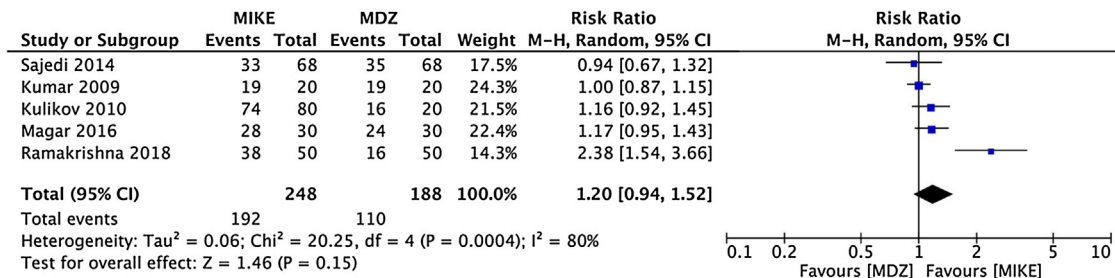 MIKE MDZ Risk Ratio Risk Ratio
Study or Subgroup Events Total Events Total Weight M-H, Random, 95% CI M-H, Random, 95% CI
Sajedi 2014 33 68 35 68 17.5% 0.94 [0.67, 1.32]
Kumar 2009 19 20 19 20 24.3% 1.00 [0.87, 1.15]
Kulikov 2010 74 80 16 20 21.5% 1.16 [0.92, 1.45]
Magar 2016 28 30 24 30 22.4% 1.17 [0.95, 1.43]
Ramakrishna 2018 38 50 16 50 14.3% 2.38 [1.54, 3.66]
Total (95% CI) 248 188 100.0% 1.20 [0.94, 1.52]
Total events 192 110
Heterogeneity: Tau² = 0.06; Chi² = 20.25, df = 4 (P = 0.0004); I² = 80%
Test for overall effect: Z = 1.46 (P = 0.15)
0.1 0.2 0.5 1 2 5 10
Favours [MDZ] Favours [MIKE]